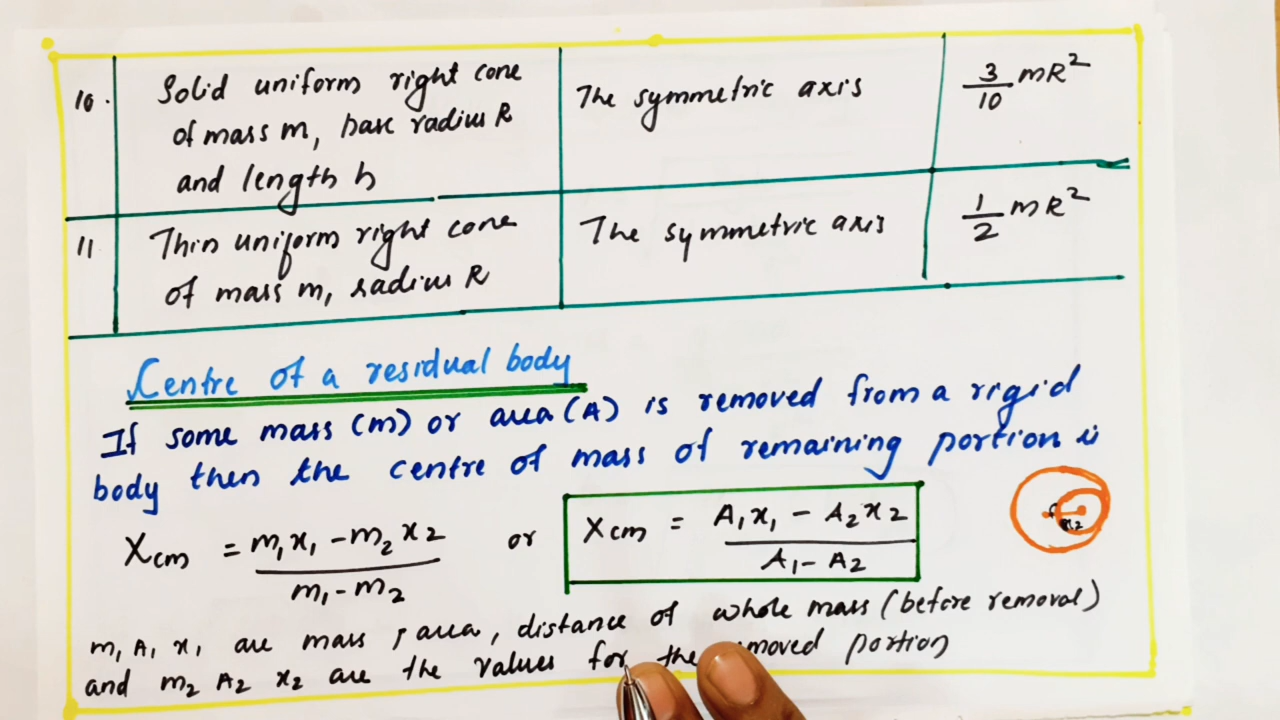 10. Solid uniform right cone of mass m, base radius R and length h The symmetric axis 3/10 mR²
11 Thin uniform right cone of mass m, radius R The symmetric axis 1/2 mR²
Centre of a residual body
If some mass (m) or area (A) is removed from a rigid
body then the centre of mass of remaining portion is
Xcm = m₁x₁ - m₂x₂ / m₁ - m₂ or Xcm = A₁x₁ - A₂x₂ / A₁ - A₂
x₂
m₁ A₁ x₁ are mass, area, distance of whole mass (before removal)
and m₂ A₂ x₂ are the values for the moved portion